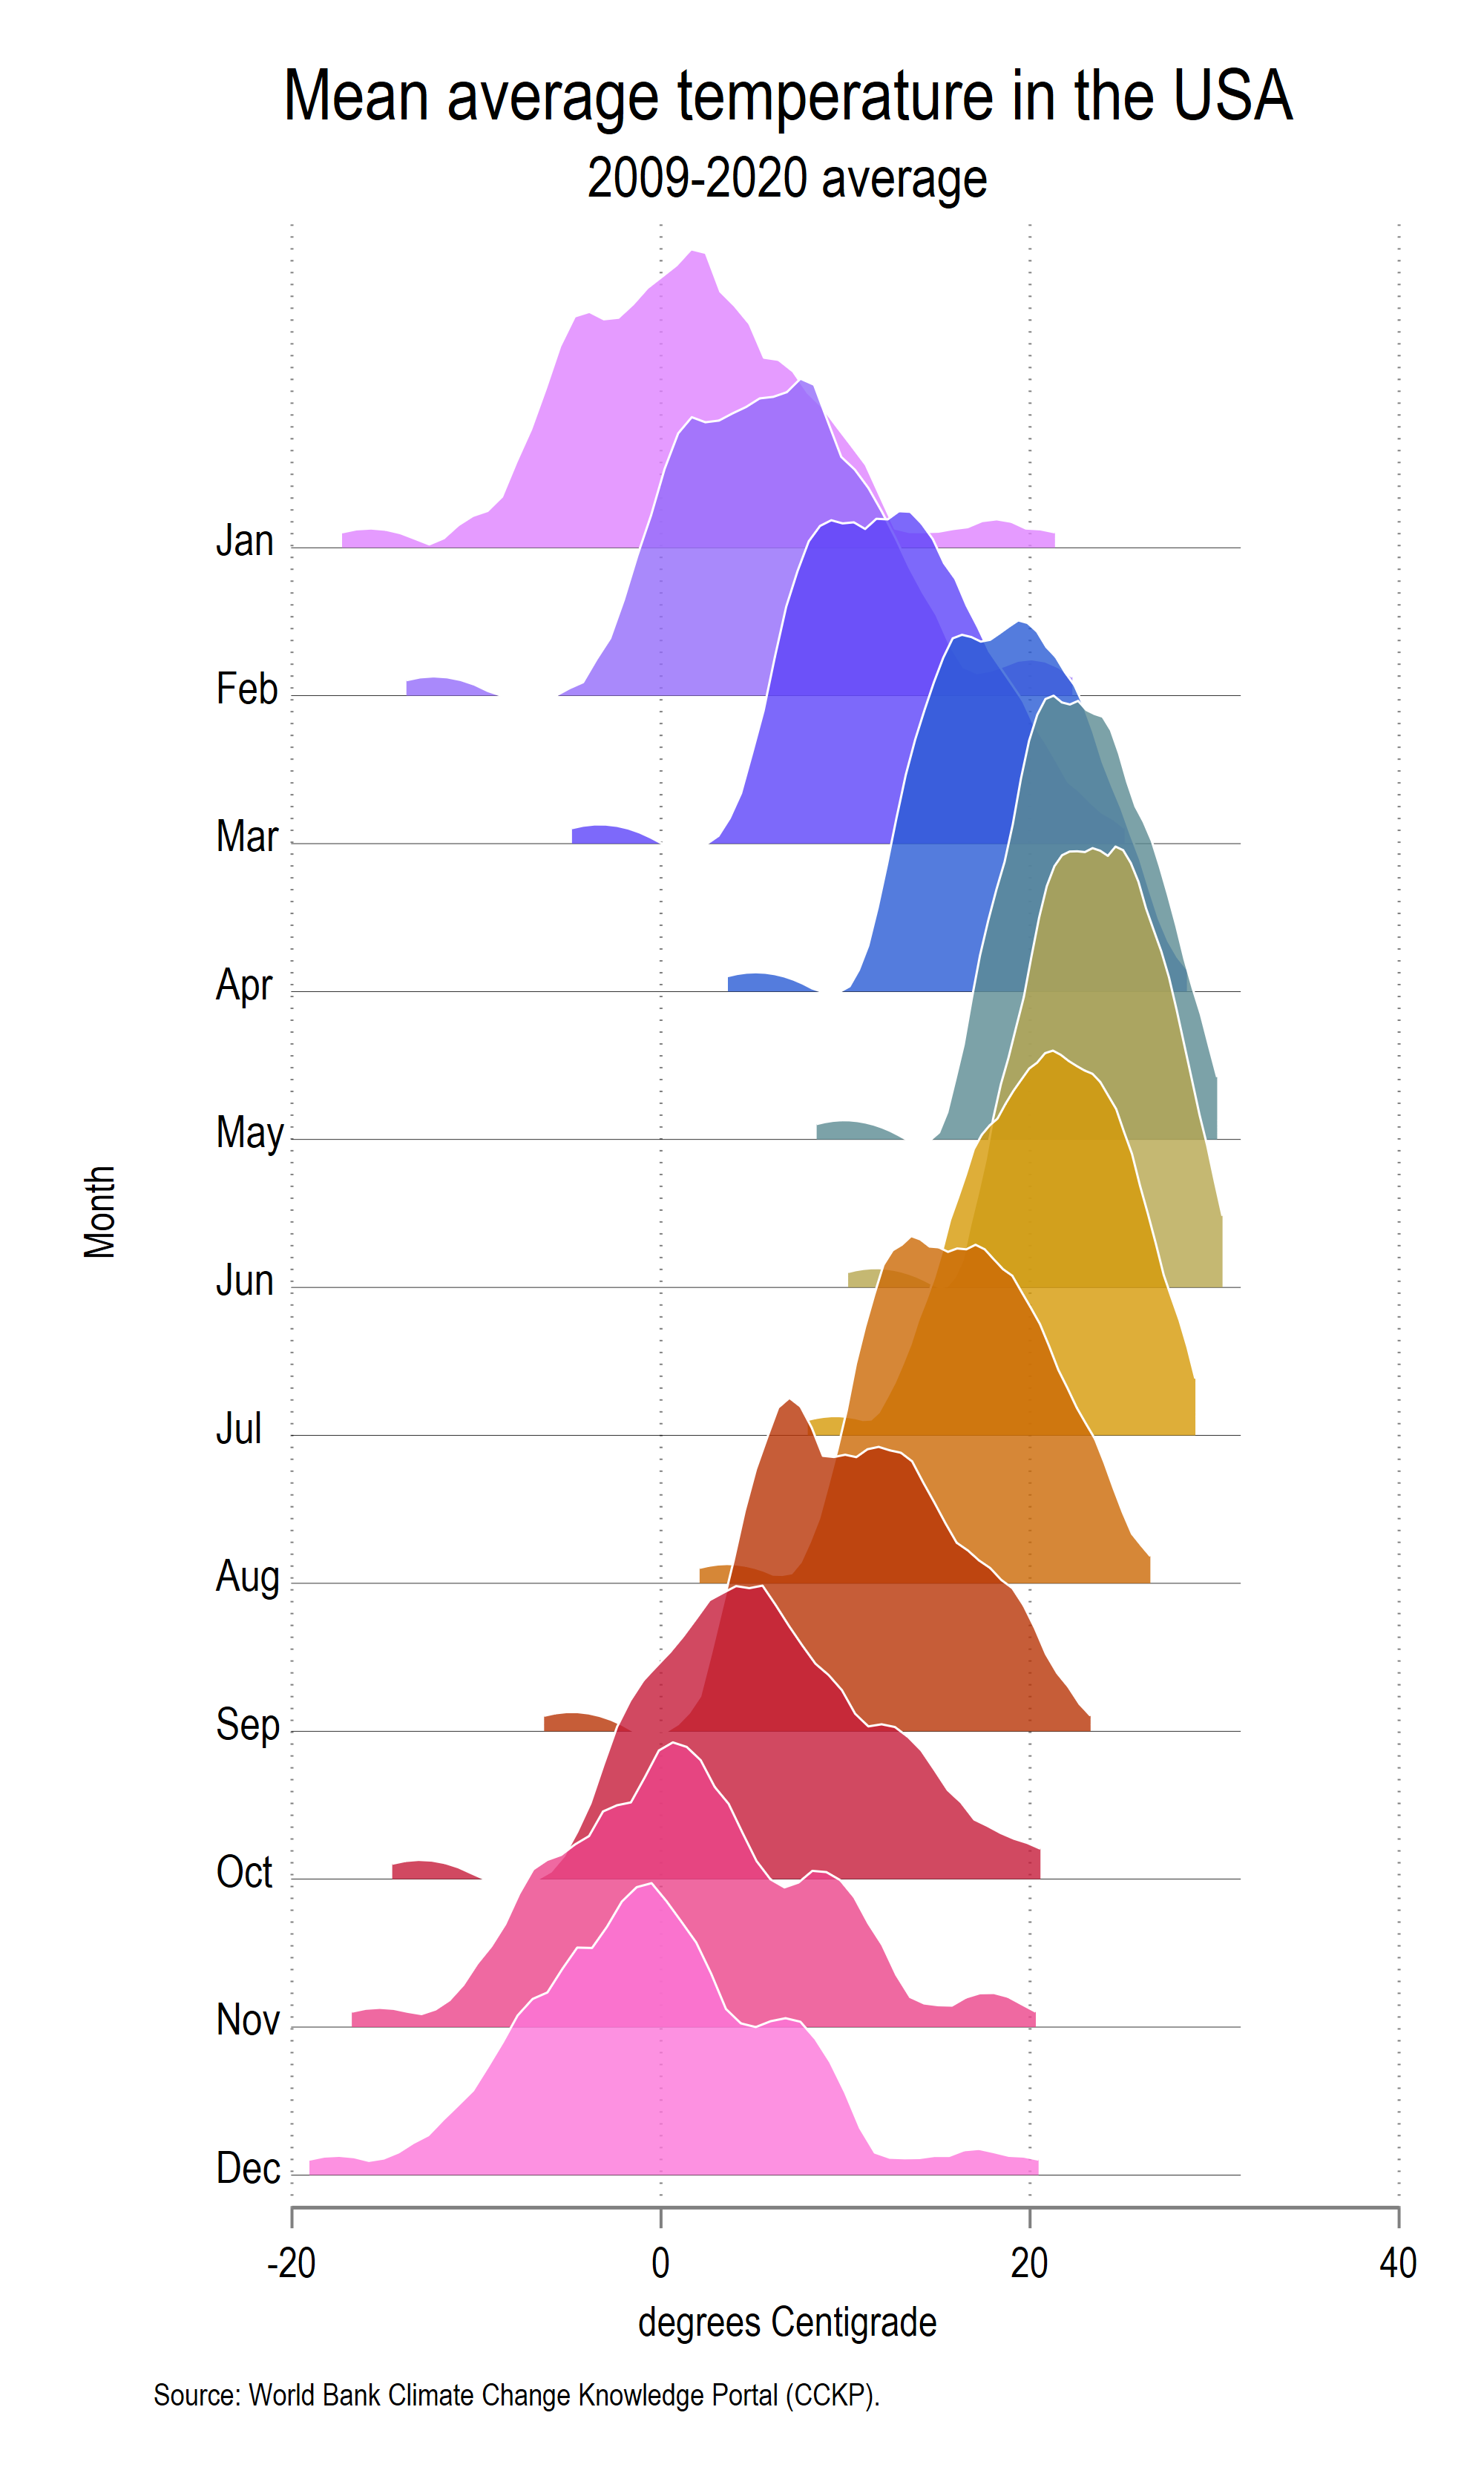 Mean average temperature in the USA
2009-2020 average
Jan
Feb
Mar
Apr
May
Month
Jun
Jul
Aug
Sep
Oct
Nov
Dec
-20 0 20 40
degrees Centigrade
Source: World Bank Climate Change Knowledge Portal (CCKP).